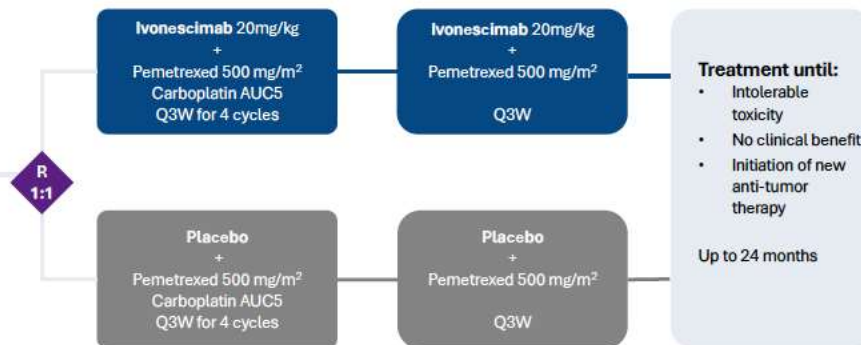 Ivonescimab 20mg/kg
+
Pemetrexed 500 mg/m²
Carboplatin AUC5
Q3W for 4 cycles
Ivonescimab 20mg/kg
+
Pemetrexed 500 mg/m²
Q3W
Treatment until:
• Intolerable
toxicity
• No clinical benefit
• Initiation of new
anti-tumor
therapy
Up to 24 months
R
1:1
Placebo
+
Pemetrexed 500 mg/m²
Carboplatin AUC5
Q3W for 4 cycles
Placebo
+
Pemetrexed 500 mg/m²
Q3W